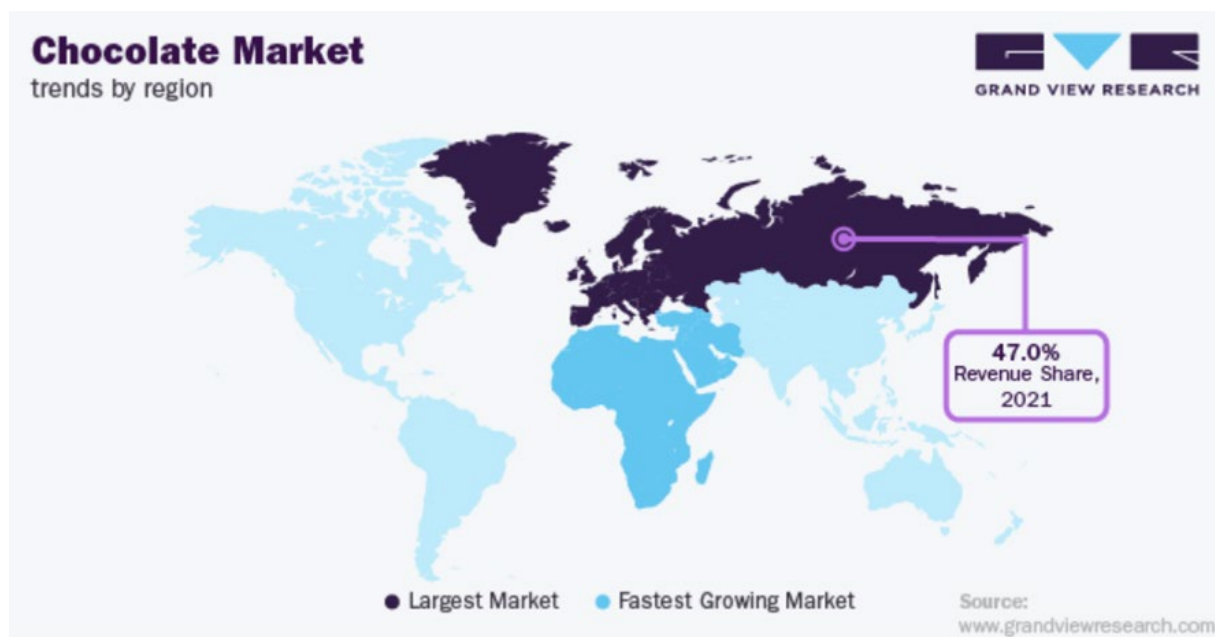 Chocolate Market
trends by region
GVR
GRAND VIEW RESEARCH
47.0%
Revenue Share,
2021
Largest Market
Fastest Growing Market
Source:
www.grandviewresearch.com